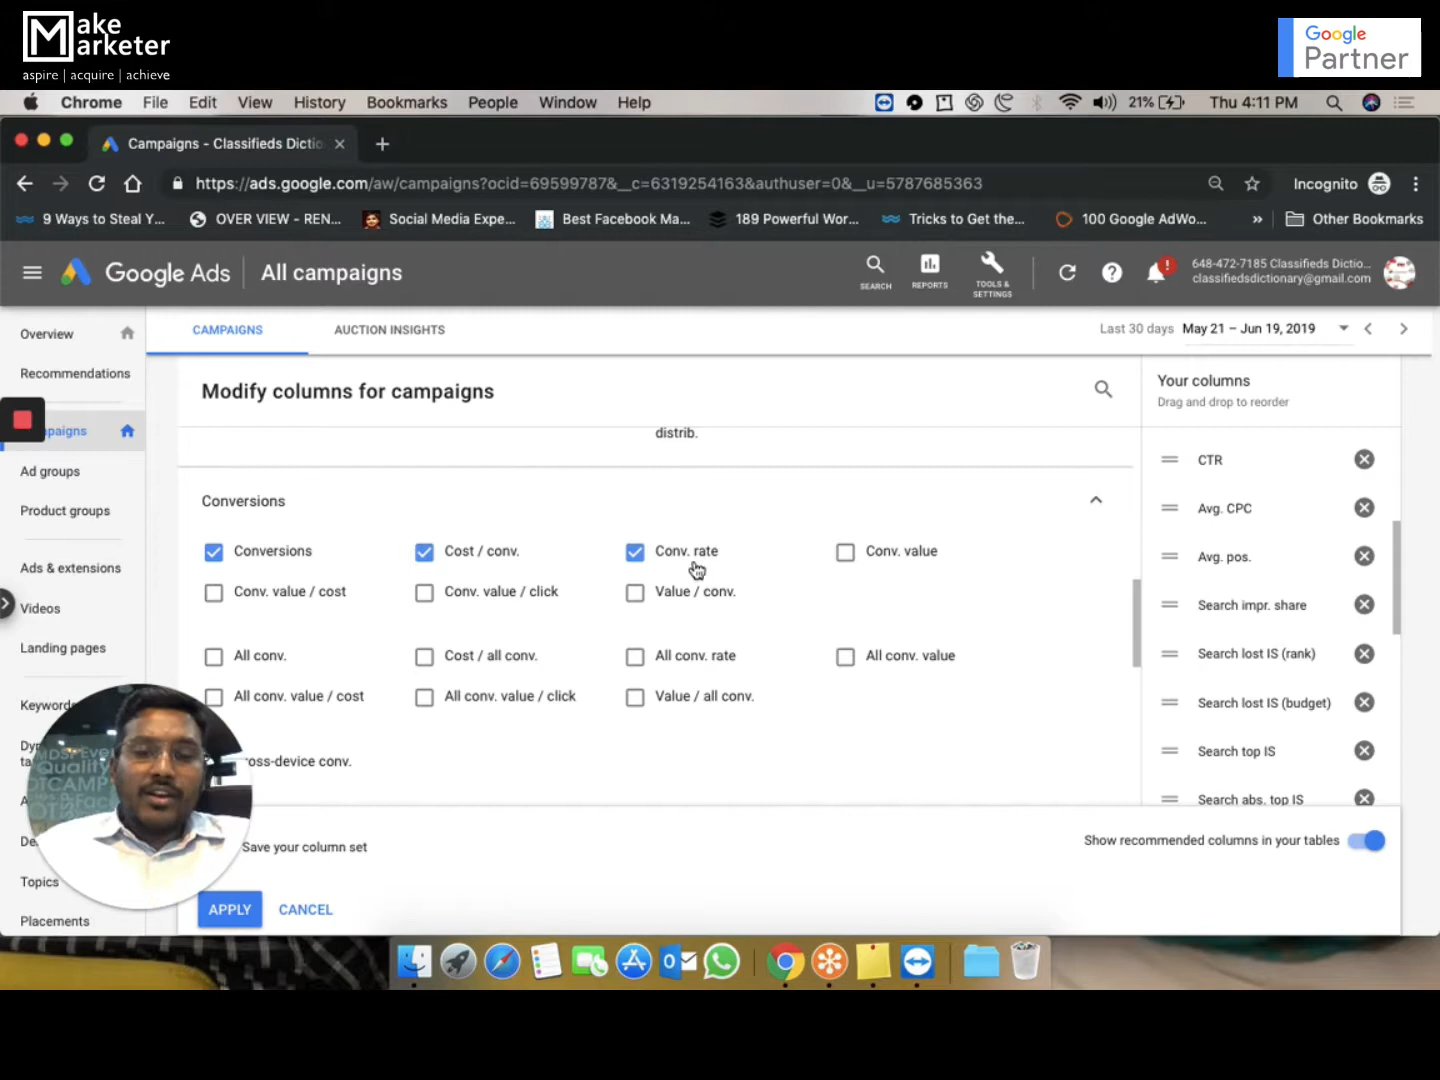 Make Marketer
aspire | acquire | achieve
Google
Partner
Chrome File Edit View History Bookmarks People Window Help
21% Thu 4:11 PM
Campaigns - Classifieds Dictio
https://ads.google.com/aw/campaigns?ocid=69599787&__c=6319254163&authuser=0&__u=5787685363
Incognito
9 Ways to Steal Y... OVER VIEW - REN... Social Media Expe... Best Facebook Ma... 189 Powerful Wor... Tricks to Get the... 100 Google AdWo... » Other Bookmarks
Google Ads All campaigns
SEARCH REPORTS TOOLS & SETTINGS
648-472-7185 Classifieds Dictio...
classifiedsdictionary@gmail.com
Overview
Recommendations
paigns
Ad groups
Product groups
Ads & extensions
Videos
Landing pages
Keywords
Topics
Placements
CAMPAIGNS AUCTION INSIGHTS
Last 30 days May 21 – Jun 19, 2019
Modify columns for campaigns
distrib.
Conversions
Conversions Cost / conv. Conv. rate Conv. value
Conv. value / cost Conv. value / click Value / conv.
All conv. Cost / all conv. All conv. rate All conv. value
All conv. value / cost All conv. value / click Value / all conv.
oss-device conv.
Your columns
Drag and drop to reorder
CTR
Avg. CPC
Avg. pos.
Search impr. share
Search lost IS (rank)
Search lost IS (budget)
Search top IS
Search abs. top IS
Save your column set
Show recommended columns in your tables
APPLY CANCEL
Quality